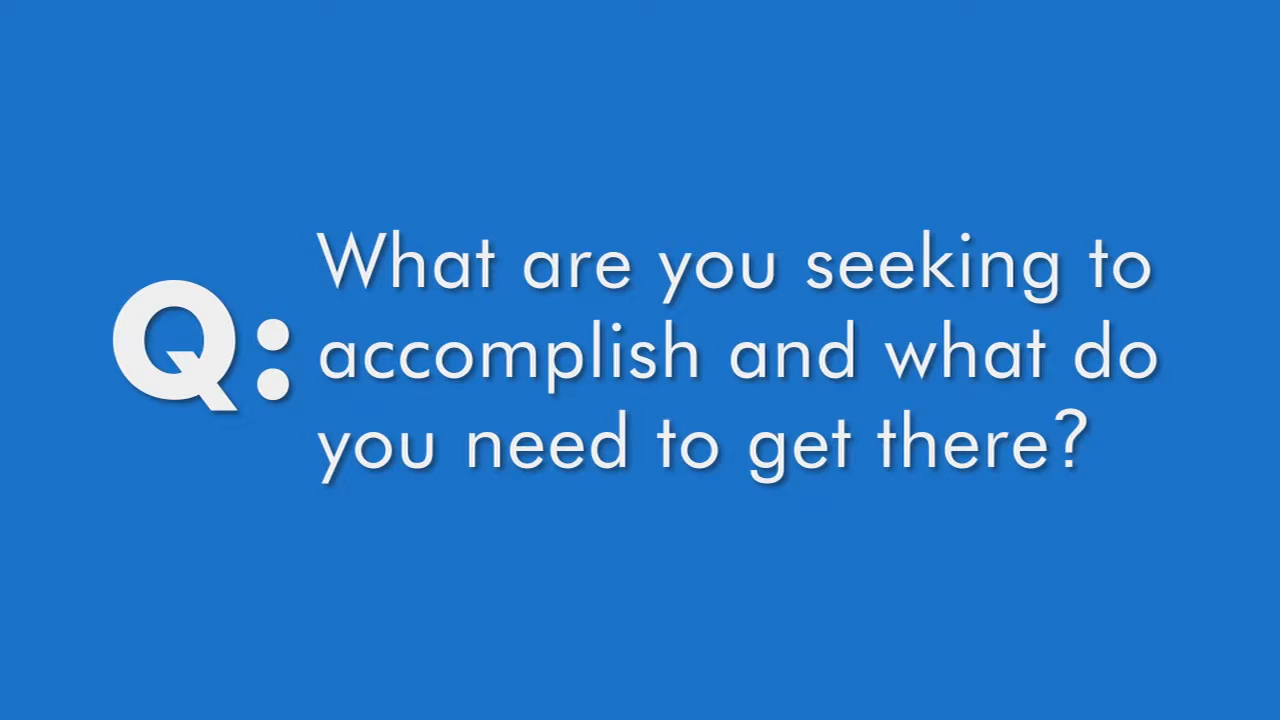 Q: What are you seeking to
accomplish and what do
you need to get there?